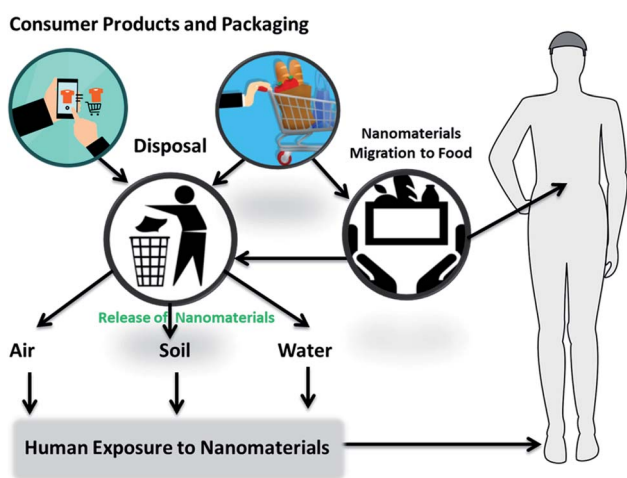 Consumer Products and Packaging
Disposal
Nanomaterials
Migration to Food
Release of Nanomaterials
Air
Soil
Water
Human Exposure to Nanomaterials